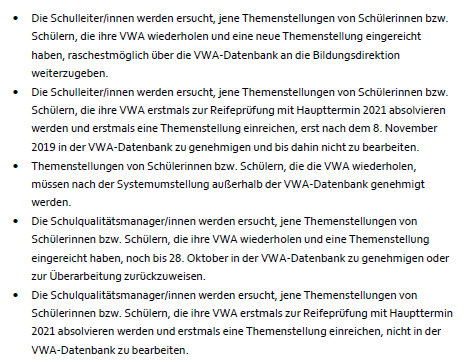 • Die Schulleiter/innen werden ersucht, jene Themenstellungen von Schülerinnen bzw.
Schülern, die ihre VWA wiederholen und eine neue Themenstellung eingereicht
haben, raschestmöglich über die VWA-Datenbank an die Bildungsdirektion
weiterzugeben.
• Die Schulleiter/innen werden ersucht, jene Themenstellungen von Schülerinnen bzw.
Schülern, die ihre VWA erstmals zur Reifeprüfung mit Haupttermin 2021 absolvieren
werden und erstmals eine Themenstellung einreichen, erst nach dem 8. November
2019 in der VWA-Datenbank zu genehmigen und bis dahin nicht zu bearbeiten.
• Themenstellungen von Schülerinnen bzw. Schülern, die die VWA wiederholen,
müssen nach der Systemumstellung außerhalb der VWA-Datenbank genehmigt
werden.
• Die Schulqualitätsmanager/innen werden ersucht, jene Themenstellungen von
Schülerinnen bzw. Schülern, die ihre VWA wiederholen und eine Themenstellung
eingereicht haben, noch bis 28. Oktober in der VWA-Datenbank zu genehmigen oder
zur Überarbeitung zurückzuweisen.
• Die Schulqualitätsmanager/innen werden ersucht, jene Themenstellungen von
Schülerinnen bzw. Schülern, die ihre VWA erstmals zur Reifeprüfung mit Haupttermin
2021 absolvieren werden und erstmals eine Themenstellung einreichen, nicht in der
VWA-Datenbank zu bearbeiten.